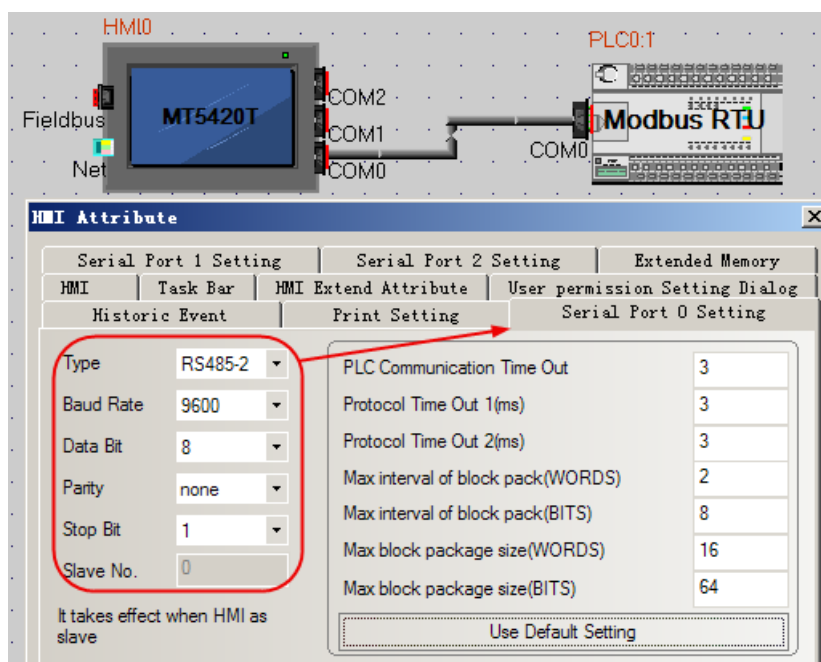 HMI0
PLC0:1
MT5420T
Fieldbus
Net
COM2
COM1
COM0
COM0
Modbus RTU
HMI Attribute
Serial Port 1 Setting
Serial Port 2 Setting
Extended Memory
HMI
Task Bar
HMI Extend Attribute
User permission Setting Dialog
Historic Event
Print Setting
Serial Port 0 Setting
Type RS485-2
Baud Rate 9600
Data Bit 8
Parity none
Stop Bit 1
Slave No. 0
It takes effect when HMI as
slave
PLC Communication Time Out 3
Protocol Time Out 1(ms) 3
Protocol Time Out 2(ms) 3
Max interval of block pack(WORDS) 2
Max interval of block pack(BITS) 8
Max block package size(WORDS) 16
Max block package size(BITS) 64
Use Default Setting